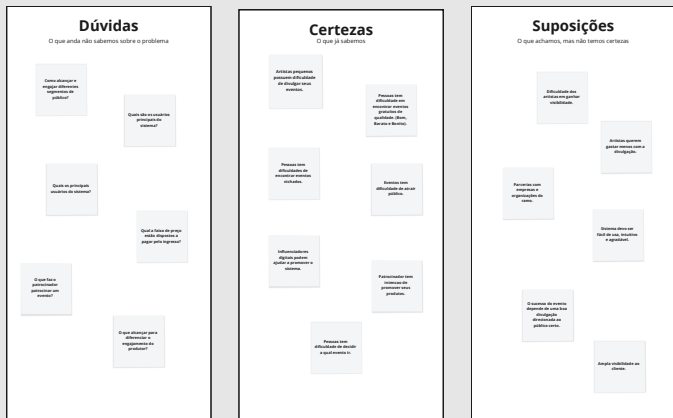 Dúvidas
O que anda não sabemos sobre o problema
Como alcançar e
engajar diferentes
segmentos de
público?
Quais são os usuários
principais do
sistema?
Quais os principais
usuários do sistema?
Qual a faixa de preço
estão dispostos a
pagar pelo ingresso?
O que faz o
patrocinador
patrocinar um
evento?
O que alcançar para
diferenciar o
engajamento do
produtor?
Certezas
O que já sabemos
Artistas pequenos
possuem dificuldade
de divulgar seus
eventos.
Pessoas tem
dificuldade em
encontrar eventos
gratuitos de
qualidade. (Bom,
Barato e Bonito).
Pessoas tem
dificuldades de
encontrar eventos
nichados.
Eventos tem
dificuldade de atrair
público.
Influenciadores
digitais podem
ajudar a promover o
sistema.
Patrocinador tem
intensao de
promover seus
produtos.
Pessoas tem
dificuldade de decidir
a qual evento ir.
Suposições
O que achamos, mas não temos certezas
Dificuldade dos
artistas em ganhar
visibilidade.
Artistas querem
gastar menos com a
divulgação.
Parcerias com
empresas e
organizações do
ramo.
Sistema deve ser
fácil de usar, intuitivo
e agradável.
O sucesso do evento
depende de uma boa
divulgação
direcionada ao
público certo.
Ampla visibilidade ao
cliente.